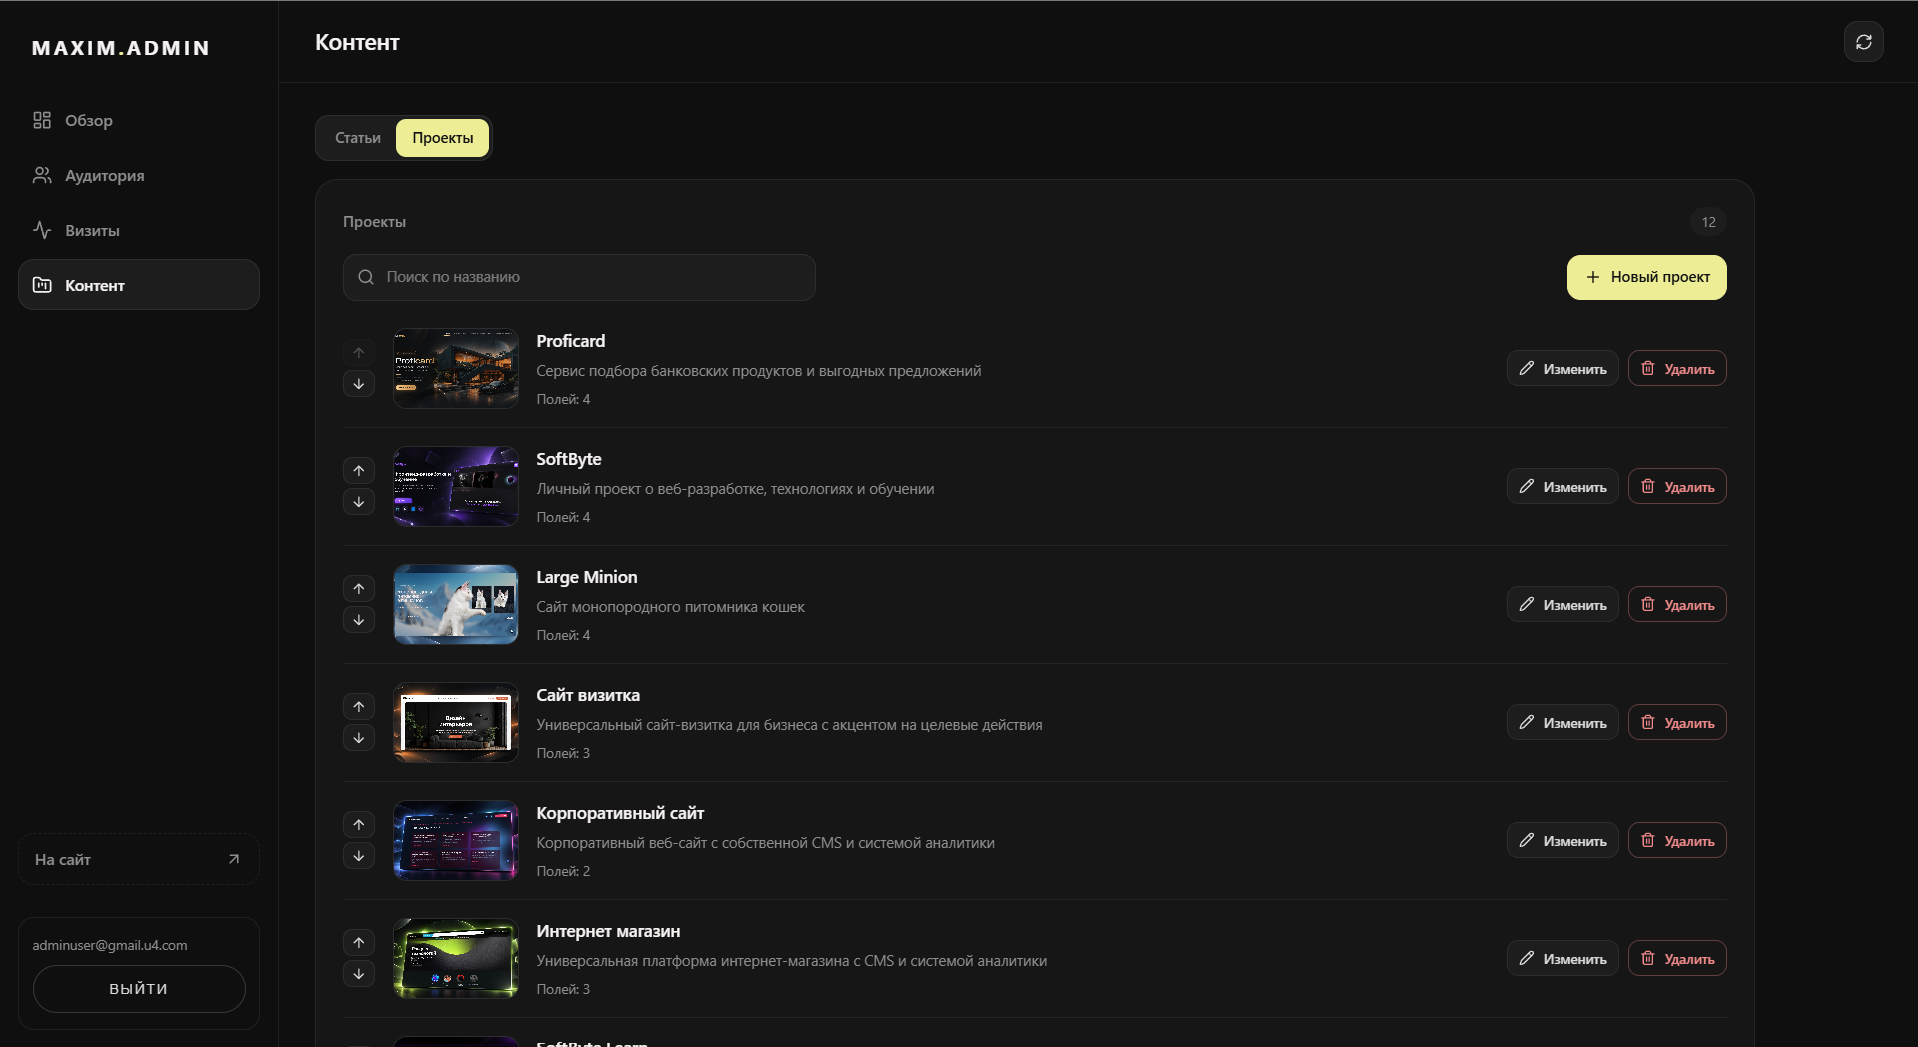 MAXIM.ADMIN
Обзор
Аудитория
Визиты
Контент
На сайт
adminuser@gmail.u4.com
ВЫЙТИ
Контент
Статьи
Проекты
Проекты
12
Поиск по названию
Новый проект
Proficard
Сервис подбора банковских продуктов и выгодных предложений
Полей: 4
Изменить
Удалить
SoftByte
Личный проект о веб-разработке, технологиях и обучении
Полей: 4
Изменить
Удалить
Large Minion
Сайт монопородного питомника кошек
Полей: 4
Изменить
Удалить
Сайт визитка
Универсальный сайт-визитка для бизнеса с акцентом на целевые действия
Полей: 3
Изменить
Удалить
Дизайн
интерьеров
Корпоративный сайт
Корпоративный веб-сайт с собственной CMS и системой аналитики
Полей: 2
Изменить
Удалить
Интернет магазин
Универсальная платформа интернет-магазина с CMS и системой аналитики
Полей: 3
Изменить
Удалить
SoftByte Learn